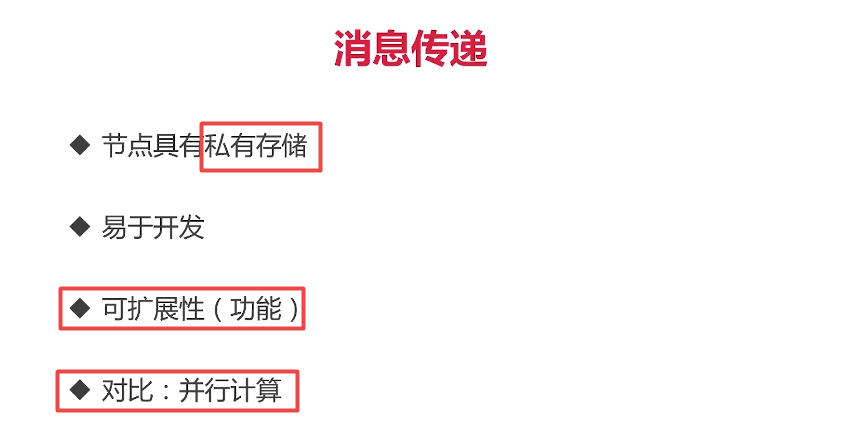 消息传递
◆ 节点具有私有存储
◆ 易于开发
◆ 可扩展性（功能）
◆ 对比：并行计算